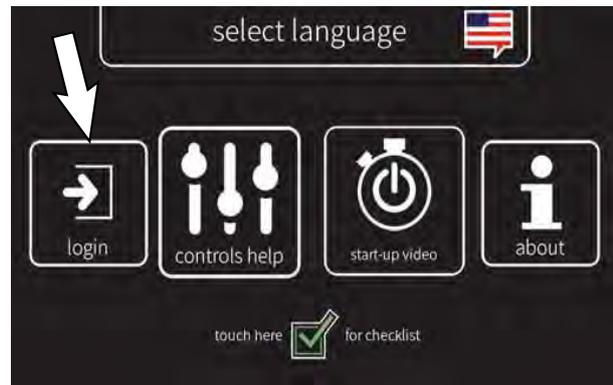 select language
login
controls help
start-up video
about
touch here for checklist